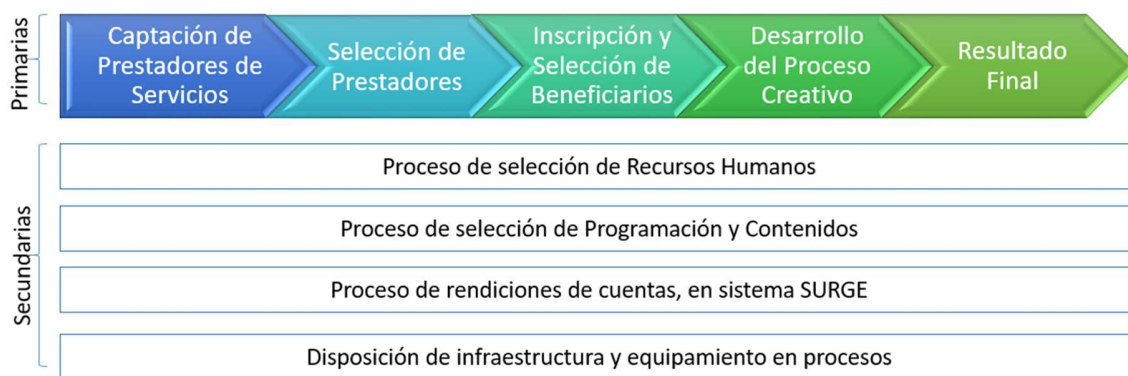 Primarias
Captación de
Prestadores de
Servicios
Selección de
Prestadores
Inscripción y
Selección de
Beneficiarios
Desarrollo
del Proceso
Creativo
Resultado
Final
Secundarias
Proceso de selección de Recursos Humanos
Proceso de selección de Programación y Contenidos
Proceso de rendiciones de cuentas, en sistema SURGE
Disposición de infraestructura y equipamiento en procesos